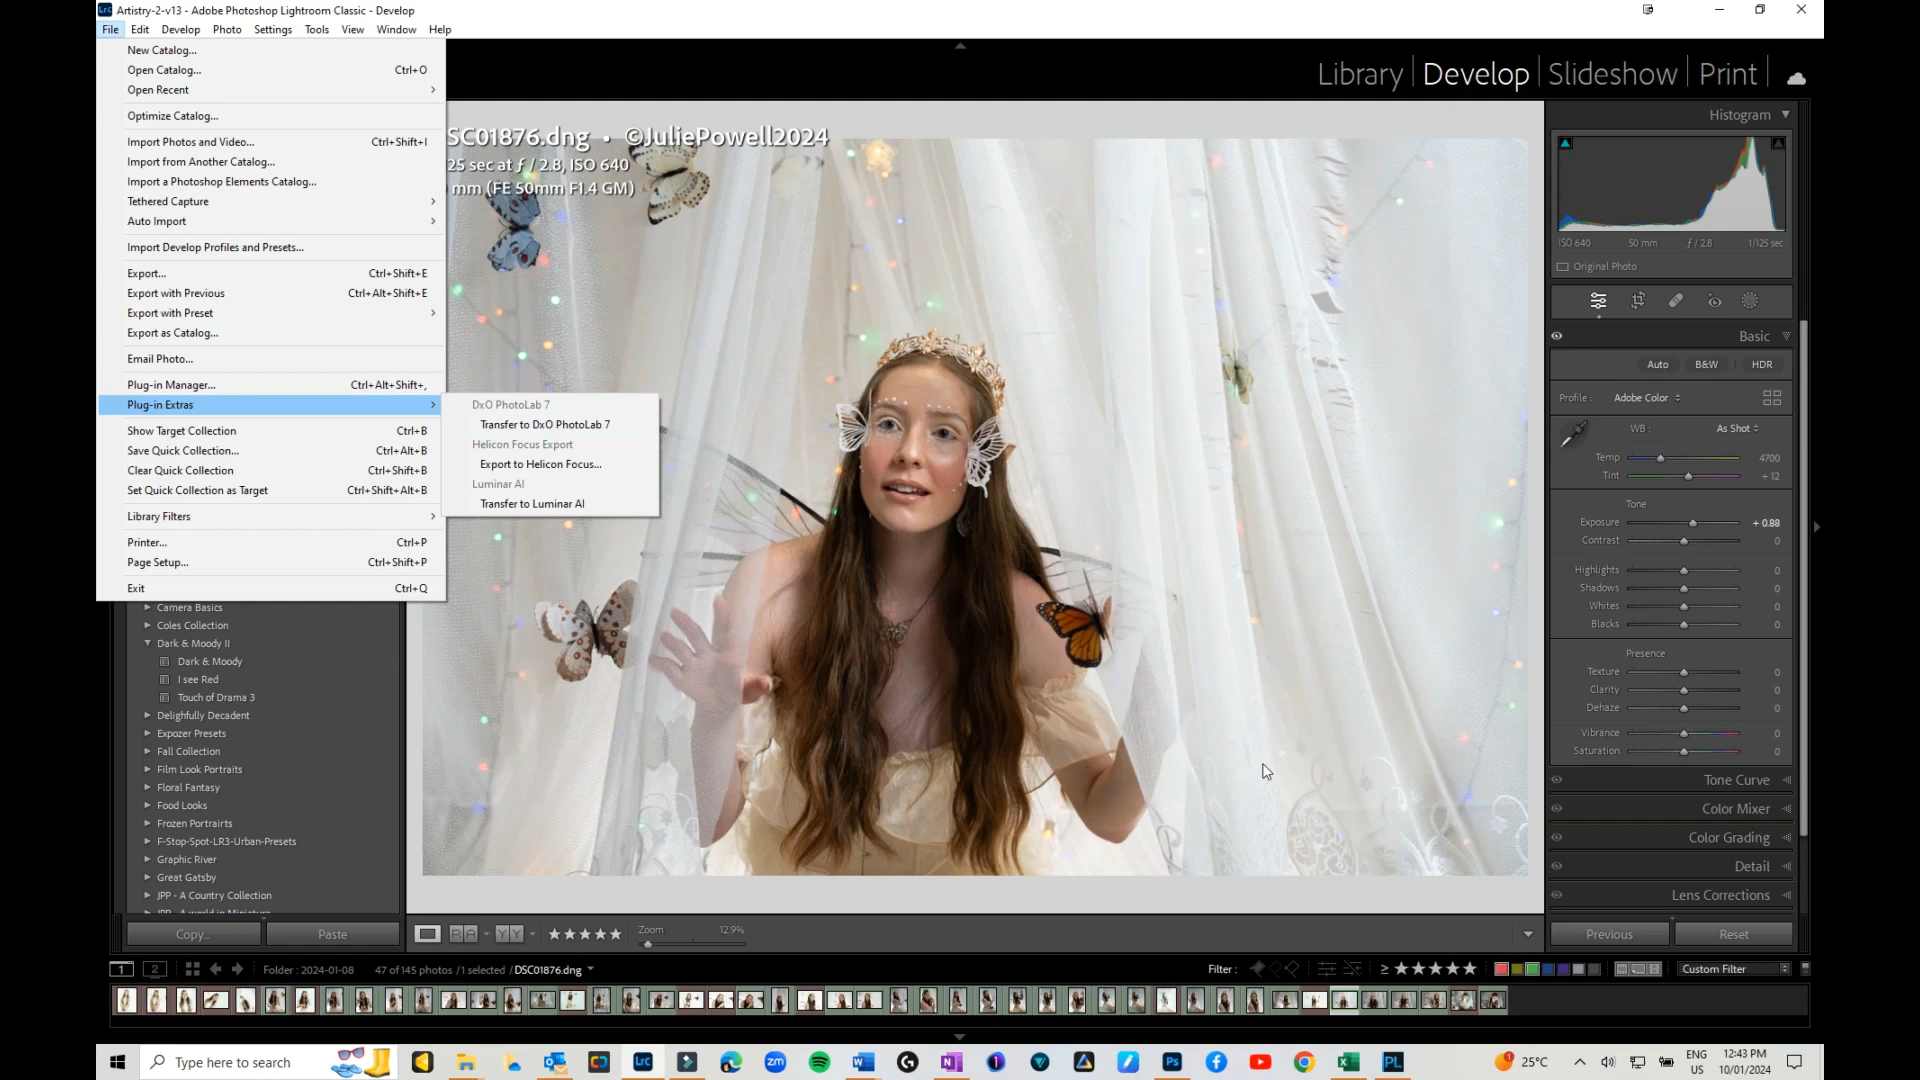 LrC Artistry-2-v13 - Adobe Photoshop Lightroom Classic - Develop
File Edit Develop Photo Settings Tools View Window Help
New Catalog...
Open Catalog... Ctrl+O
Open Recent
Optimize Catalog...
Import Photos and Video... Ctrl+Shift+I
Import from Another Catalog...
Import a Photoshop Elements Catalog...
Tethered Capture
Auto Import
Import Develop Profiles and Presets...
Export... Ctrl+Shift+E
Export with Previous Ctrl+Alt+Shift+E
Export with Preset
Export as Catalog...
Email Photo...
Plug-in Manager... Ctrl+Alt+Shift+,
Plug-in Extras
Show Target Collection Ctrl+B
Save Quick Collection... Ctrl+Alt+B
Clear Quick Collection Ctrl+Shift+B
Set Quick Collection as Target Ctrl+Shift+Alt+B
Library Filters
Printer... Ctrl+P
Page Setup... Ctrl+Shift+P
Exit Ctrl+Q
DxO PhotoLab 7
Transfer to DxO PhotoLab 7
Helicon Focus Export
Export to Helicon Focus...
Luminar AI
Transfer to Luminar AI
Library Develop Slideshow Print
SC01876.dng • ©JuliePowell2024
25 sec at ƒ / 2.8, ISO 640
mm (FE 50mm F1.4 GM)
Camera Basics
Coles Collection
Dark & Moody II
Dark & Moody
I see Red
Touch of Drama 3
Delightfully Decadent
Expozer Presets
Fall Collection
Film Look Portraits
Floral Fantasy
Food Looks
Frozen Portrairts
F-Stop-Spot-LR3-Urban-Presets
Graphic River
Great Gatsby
JPP - A Country Collection
JPP - A world in Miniature
Copy... Paste
Histogram
ISO 640 50 mm ƒ / 2.8 1/125 sec
Original Photo
Basic
Auto B&W HDR
Profile : Adobe Color
WB : As Shot
Temp 4700
Tint + 12
Tone
Exposure + 0.88
Contrast 0
Highlights 0
Shadows 0
Whites 0
Blacks 0
Presence
Texture 0
Clarity 0
Dehaze 0
Vibrance 0
Saturation 0
Tone Curve
Color Mixer
Color Grading
Detail
Lens Corrections
Previous Reset
R A Y Y Zoom 12.9%
1 2 Folder : 2024-01-08 47 of 145 photos / 1 selected / DSC01876.dng Filter : Custom Filter
Type here to search LrC zm Ps PL 1 25°C ENG US 12:43 PM 10/01/2024